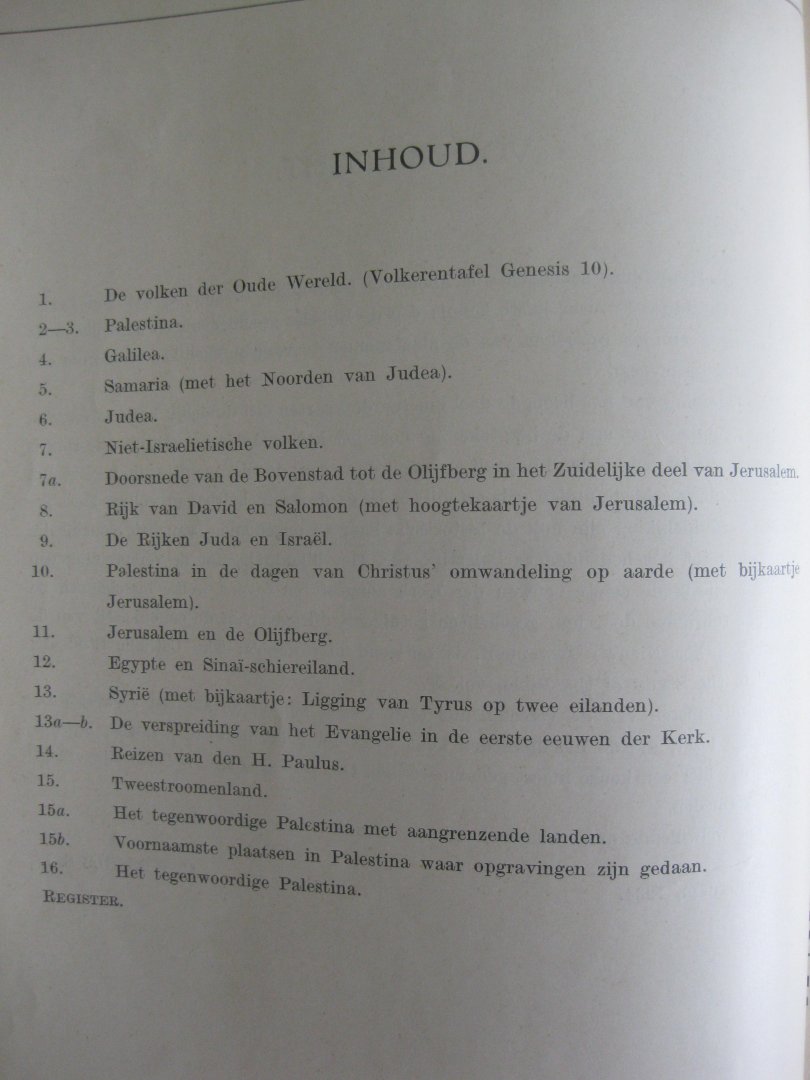 INHOUD.
1. De volken der Oude Wereld. (Volkerentafel Genesis 10).
2—3. Palestina.
4. Galilea.
5. Samaria (met het Noorden van Judea).
6. Judea.
7. Niet-Israelietische volken.
7a. Doorsnede van de Bovenstad tot de Olijfberg in het Zuidelijke deel van Jerusalem.
8. Rijk van David en Salomon (met hoogtekaartje van Jerusalem).
9. De Rijken Juda en Israël.
10. Palestina in de dagen van Christus' omwandeling op aarde (met bijkaartje
Jerusalem).
11. Jerusalem en de Olijfberg.
12. Egypte en Sinaï-schiereiland.
13. Syrië (met bijkaartje: Ligging van Tyrus op twee eilanden).
13a—b. De verspreiding van het Evangelie in de eerste eeuwen der Kerk.
14. Reizen van den H. Paulus.
15. Tweestroomenland.
15a. Het tegenwoordige Palestina met aangrenzende landen.
15b. Voornaamste plaatsen in Palestina waar opgravingen zijn gedaan.
16. Het tegenwoordige Palestina.
REGISTER.